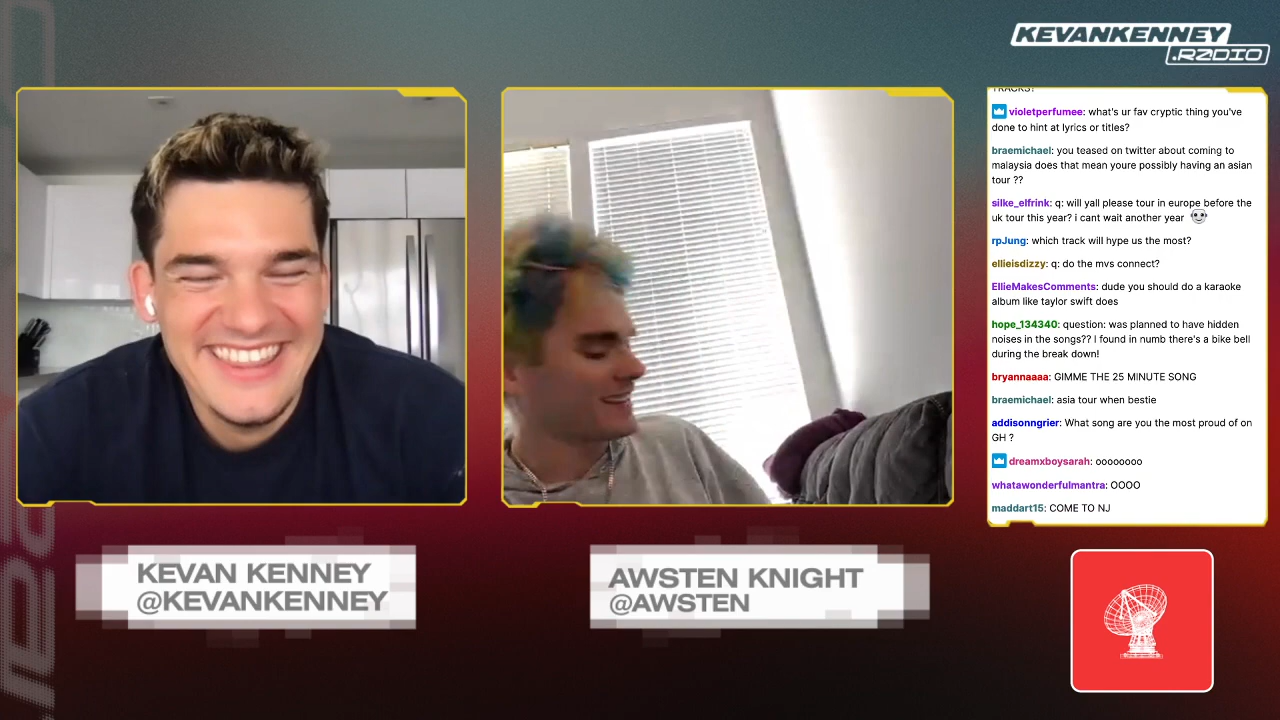 KEVANKENNEY
.RADIO
TRACKS?
violetperfumee: what's ur fav cryptic thing you've
done to hint at lyrics or titles?
braemichael: you teased on twitter about coming to
malaysia does that mean youre possibly having an asian
tour ??
silke_elfrink: q: will yall please tour in europe before the
uk tour this year? i cant wait another year
rpJung: which track will hype us the most?
ellieisdizzy: q: do the mvs connect?
EllieMakesComments: dude you should do a karaoke
album like taylor swift does
hope_134340: question: was planned to have hidden
noises in the songs?? I found in numb there's a bike bell
during the break down!
bryannaaaa: GIMME THE 25 MINUTE SONG
braemichael: asia tour when bestie
addisonngrier: What song are you the most proud of on
GH ?
dreamxboysarah: oooooooo
whatawonderfulmantra: OOOO
maddart15: COME TO NJ
KEVAN KENNEY
@KEVANKENNEY
AWSTEN KNIGHT
@AWSTEN